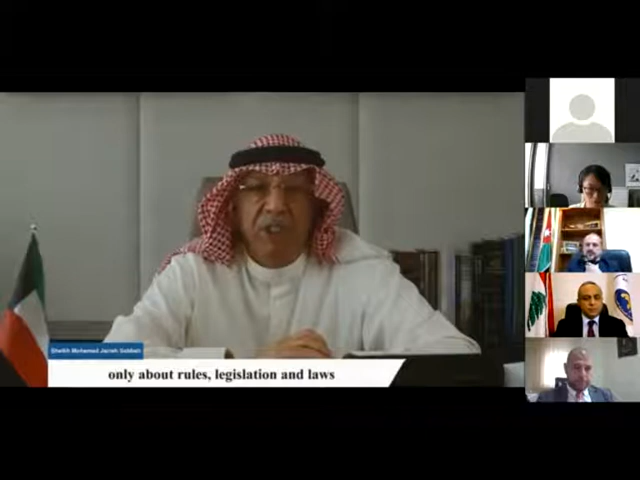 Sheikh Mohamed Jarrah Sabbah
only about rules, legislation and laws